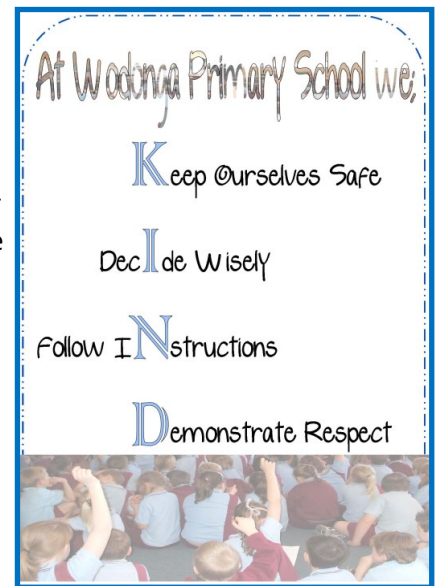 At Wodonga Primary School we;
Keep Ourselves Safe
Decide Wisely
Follow Instructions
Demonstrate Respect